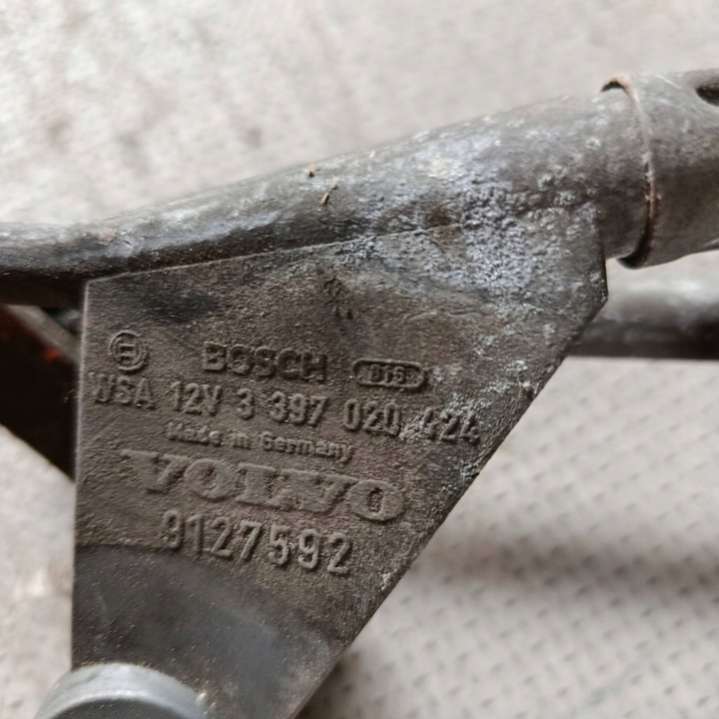 BOSCH
WSA 12V 3 397 020 424
Made in Germany
VOLVO
9127592